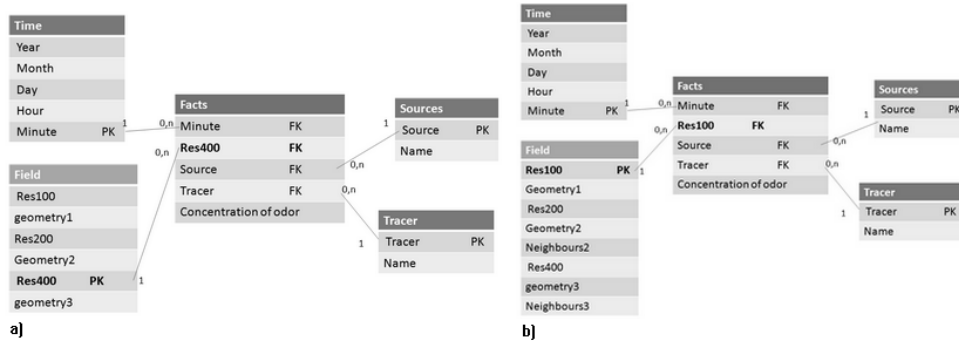 Time
Year
Month
Day
Hour
Minute PK
1
0,n
Facts
Minute FK
Res400 FK
Source FK
Tracer FK
Concentration of odor
0,n
0,n
0,n
Sources
1
Source PK
Name
Field
Res100
geometry1
Res200
Geometry2
Res400 PK
1
geometry3
Tracer
1
Tracer PK
Name
a)
Time
Year
Month
Day
Hour
Minute PK
1
0,n
Facts
Minute FK
Res100 FK
Source FK
Tracer FK
Concentration of odor
0,n
0,n
0,n
Sources
1
Source PK
Name
Field
Res100 PK
1
Geometry1
Res200
Geometry2
Neighbours2
Res400
geometry3
Neighbours3
Tracer
1
Tracer PK
Name
b)